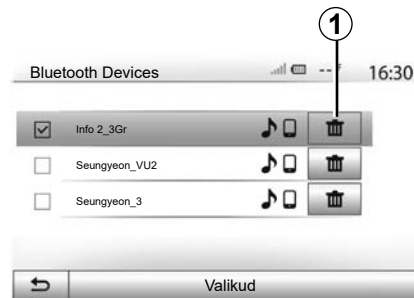 1
Bluetooth Devices -- ° 16:30
Info 2_3Gr
Seungyeon_VU2
Seungyeon_3
Valikud